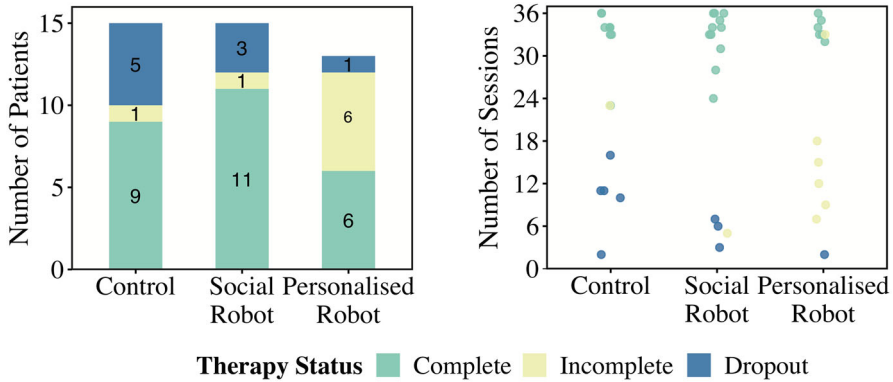 Number of Patients
15
10
5
0
5
1
9
3
1
11
1
6
6
Control
Social
Robot
Personalised
Robot
Number of Sessions
36
30
24
18
12
6
0
Control
Social
Robot
Personalised
Robot
Therapy Status Complete Incomplete Dropout